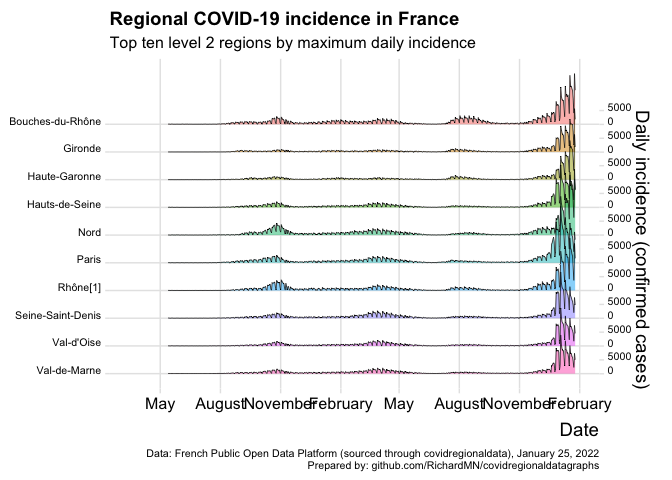 Regional COVID-19 incidence in France
Top ten level 2 regions by maximum daily incidence
Bouches-du-Rhône
Gironde
Haute-Garonne
Hauts-de-Seine
Nord
Paris
Rhône[1]
Seine-Saint-Denis
Val-d'Oise
Val-de-Marne
5000
0
5000
0
5000
0
5000
0
5000
0
5000
0
5000
0
5000
0
5000
0
5000
0
Daily incidence (confirmed cases)
May August November February May August November February
Date
Data: French Public Open Data Platform (sourced through covidregionaldata), January 25, 2022
Prepared by: github.com/RichardMN/covidregionaldatagraphs